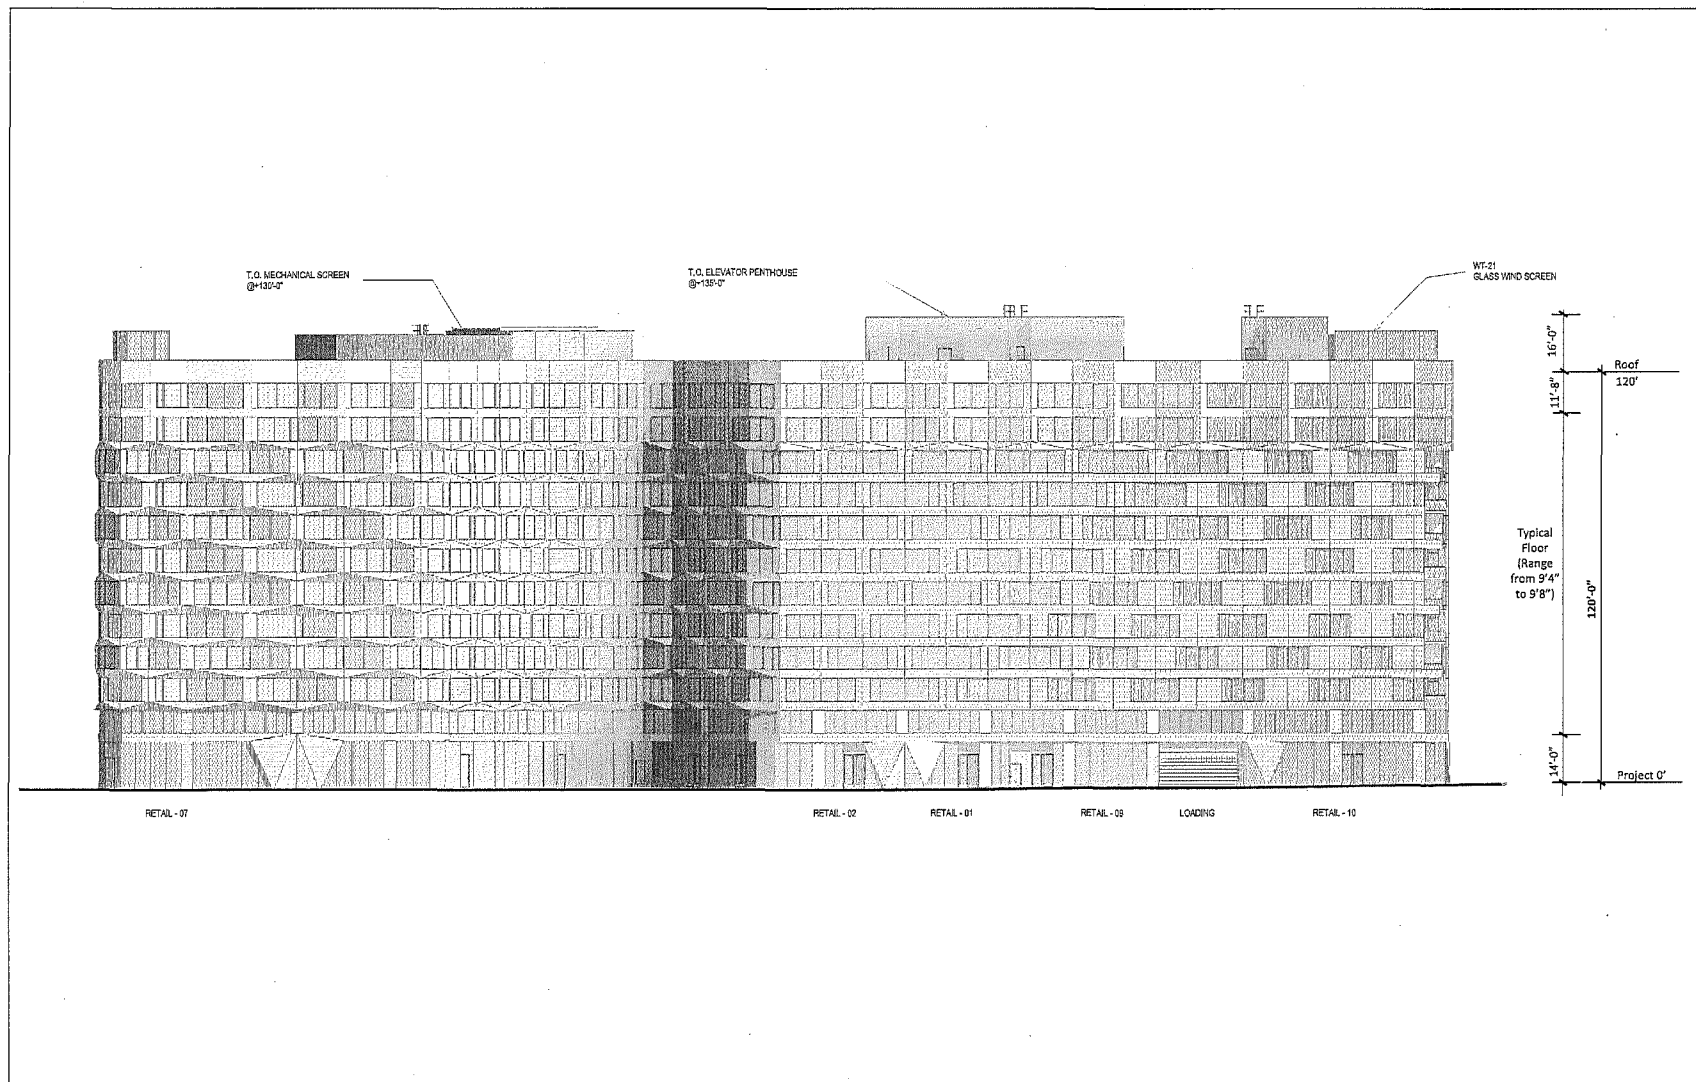 T.O. MECHANICAL SCREEN
@+130'-0"
T.O. ELEVATOR PENTHOUSE
@+135'-0"
WT-21
GLASS WIND SCREEN
16'-0"
Roof
120'
11'-8"
Typical
Floor
(Range
from 9'4"
to 9'8")
120'-0"
14'-0"
Project 0'
RETAIL - 07
RETAIL - 02
RETAIL - 01
RETAIL - 09
LOADING
RETAIL - 10